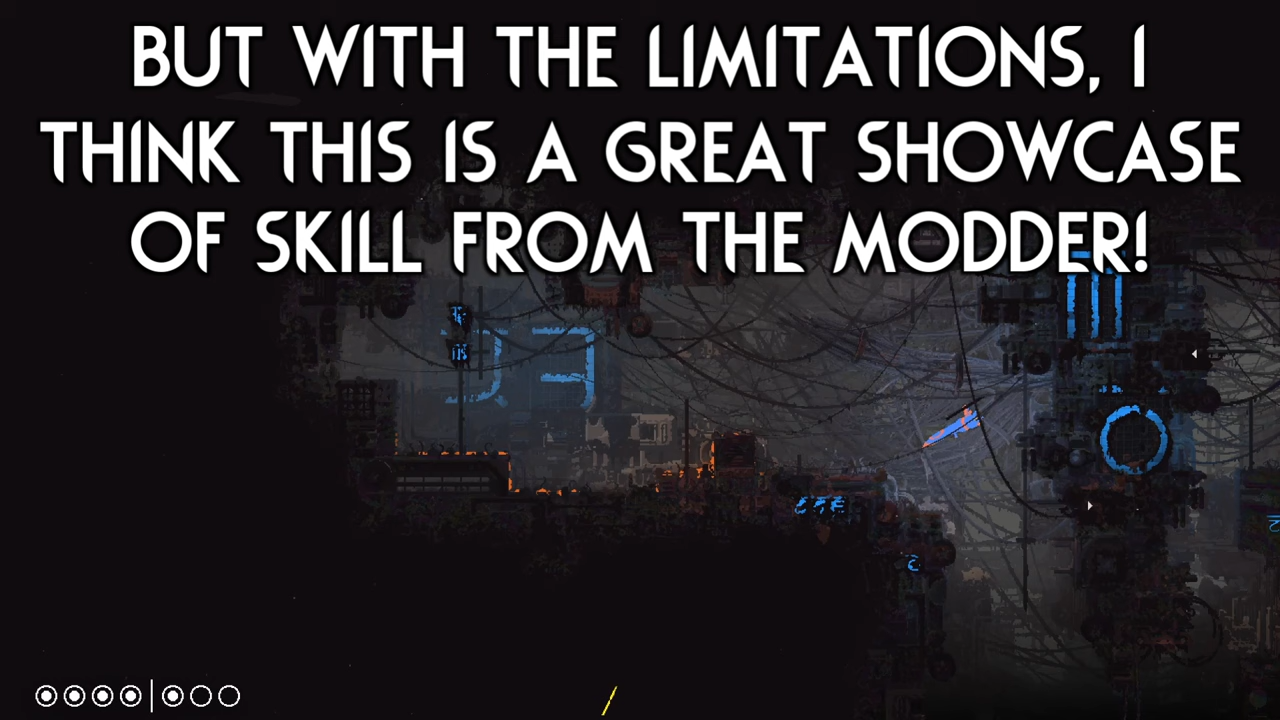 BUT WITH THE LIMITATIONS, I
THINK THIS IS A GREAT SHOWCASE
OF SKILL FROM THE MODDER!